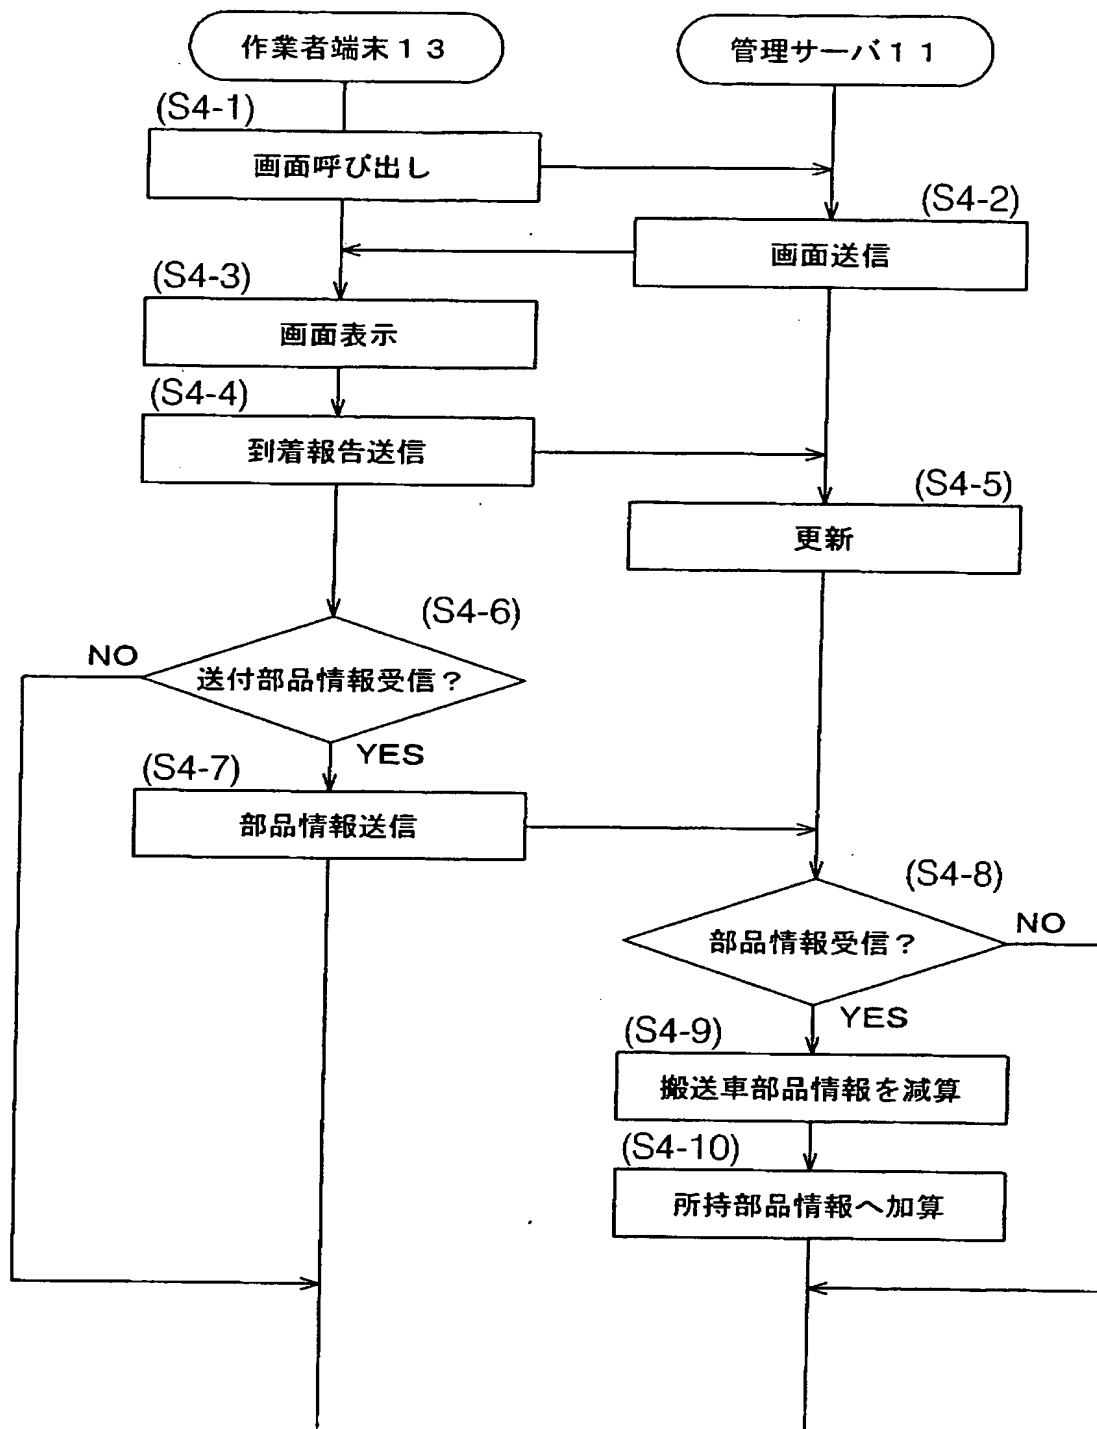 作業者端末13
管理サーバ11
(S4-1)
画面呼び出し
(S4-2)
画面送信
(S4-3)
画面表示
(S4-4)
到着報告送信
(S4-5)
更新
(S4-6)
NO
送付部品情報受信?
YES
(S4-7)
部品情報送信
(S4-8)
NO
部品情報受信?
YES
(S4-9)
搬送車部品情報を減算
(S4-10)
所持部品情報へ加算